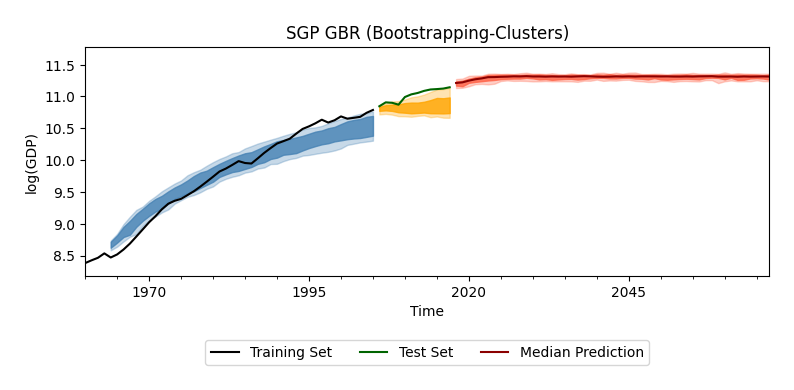 SGP GBR (Bootstrapping-Clusters)
log(GDP)
11.5
11.0
10.5
10.0
9.5
9.0
8.5
1970 1995 2020 2045
Time
Training Set Test Set Median Prediction